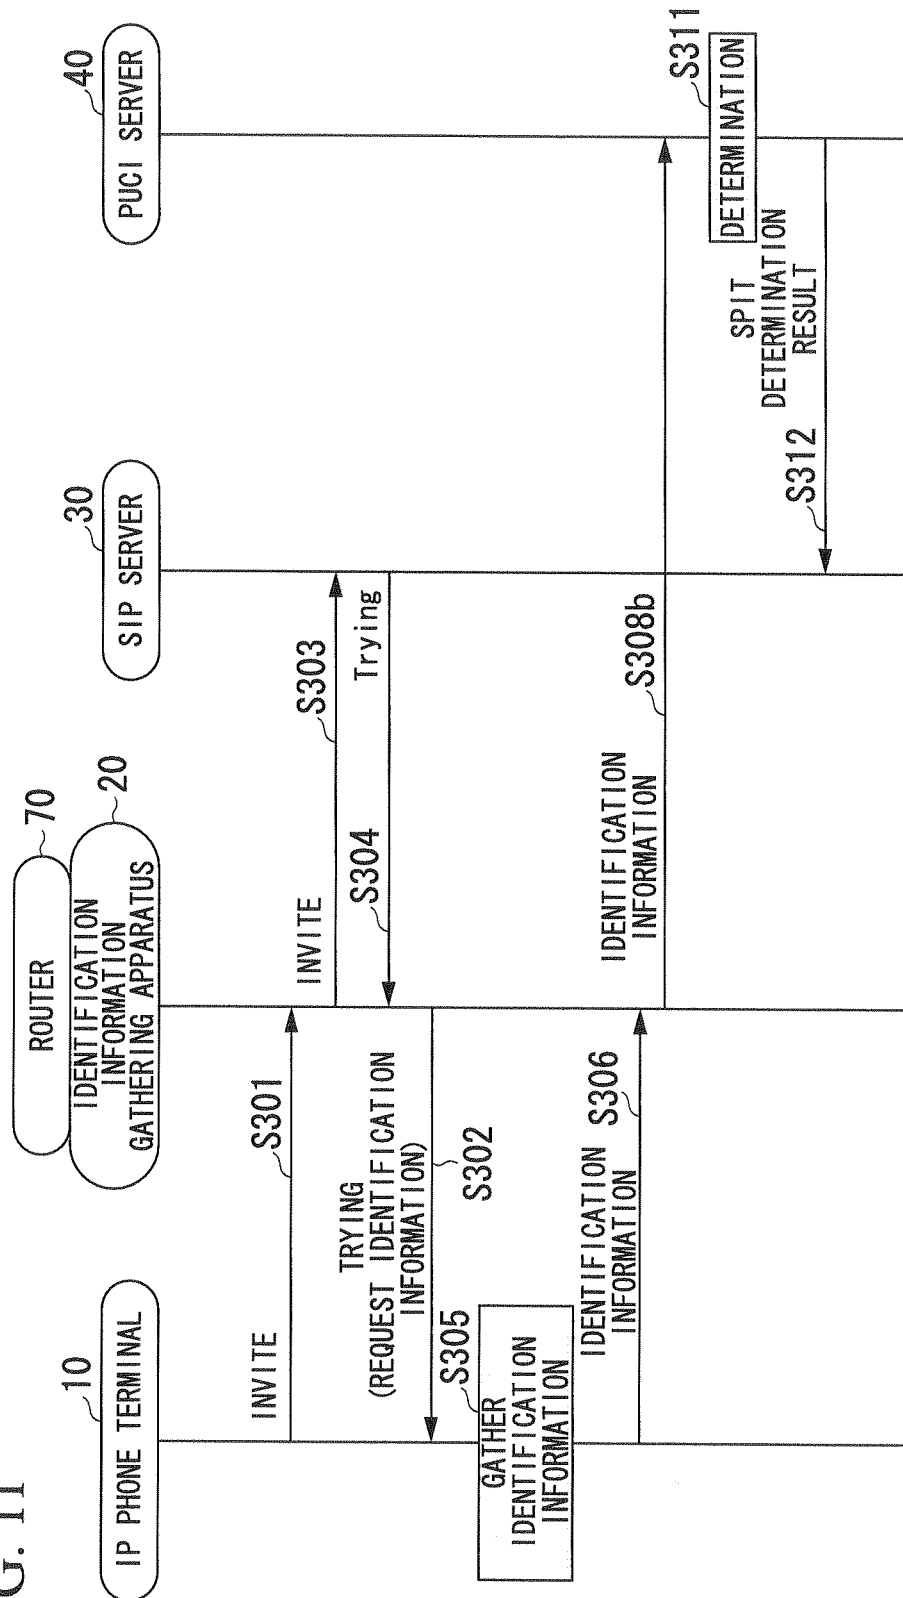 G. 11
10
IP PHONE TERMINAL
70
ROUTER
20
IDENTIFICATION
INFORMATION
GATHERING APPARATUS
30
SIP SERVER
40
PUCI SERVER
INVITE
S301
INVITE
S303
S304
Trying
TRYING
(REQUEST IDENTIFICATION
INFORMATION)
S302
S305
GATHER
IDENTIFICATION
INFORMATION
IDENTIFICATION
INFORMATION
S306
IDENTIFICATION
INFORMATION
S308b
S311
DETERMINATION
SPIT
DETERMINATION
RESULT
S312